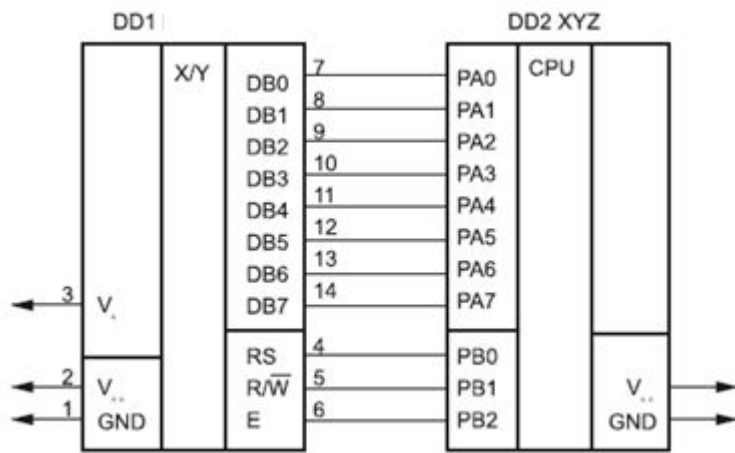 DD1 DD2 XYZ
X/Y CPU
DB0 7 PA0
DB1 8 PA1
DB2 9 PA2
DB3 10 PA3
DB4 11 PA4
DB5 12 PA5
DB6 13 PA6
DB7 14 PA7
3 V
RS 4 PB0
2 V.. R/W̅ 5 PB1 V..
1 GND E 6 PB2 GND